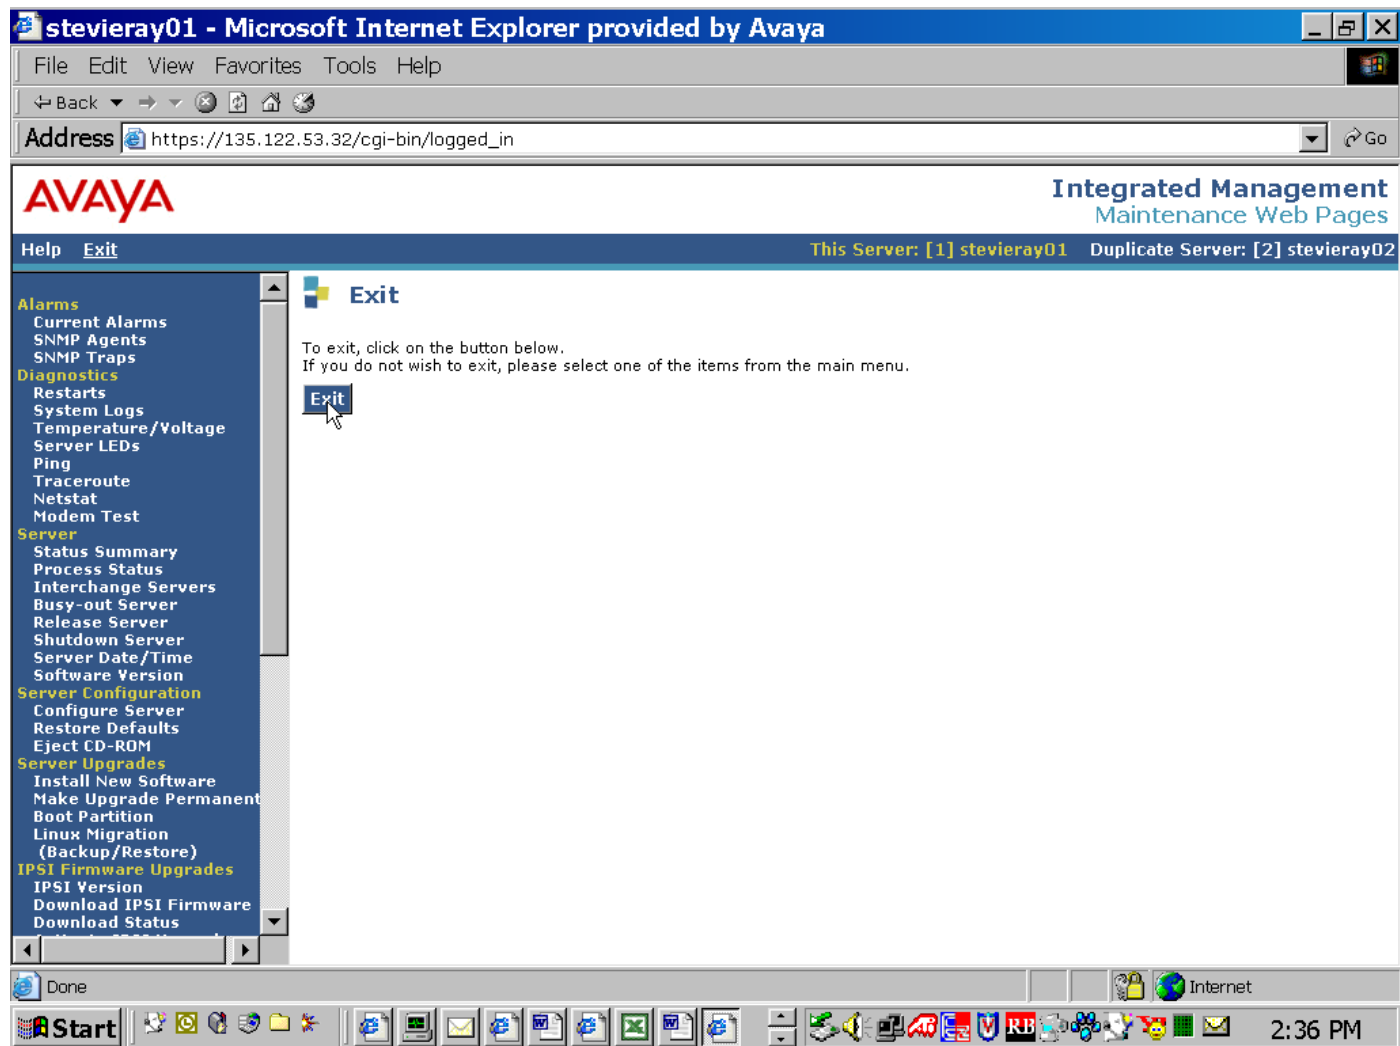 stevieray01 - Microsoft Internet Explorer provided by Avaya
File Edit View Favorites Tools Help
Back
Address https://135.122.53.32/cgi-bin/logged_in Go
AVAYA
Integrated Management
Maintenance Web Pages
Help Exit This Server: [1] stevieray01 Duplicate Server: [2] stevieray02
Alarms
Current Alarms
SNMP Agents
SNMP Traps
Diagnostics
Restarts
System Logs
Temperature/Voltage
Server LEDs
Ping
Traceroute
Netstat
Modem Test
Server
Status Summary
Process Status
Interchange Servers
Busy-out Server
Release Server
Shutdown Server
Server Date/Time
Software Version
Server Configuration
Configure Server
Restore Defaults
Eject CD-ROM
Server Upgrades
Install New Software
Make Upgrade Permanent
Boot Partition
Linux Migration
(Backup/Restore)
IPSI Firmware Upgrades
IPSI Version
Download IPSI Firmware
Download Status
Exit
To exit, click on the button below.
If you do not wish to exit, please select one of the items from the main menu.
Exit
Done Internet
Start RB 2:36 PM